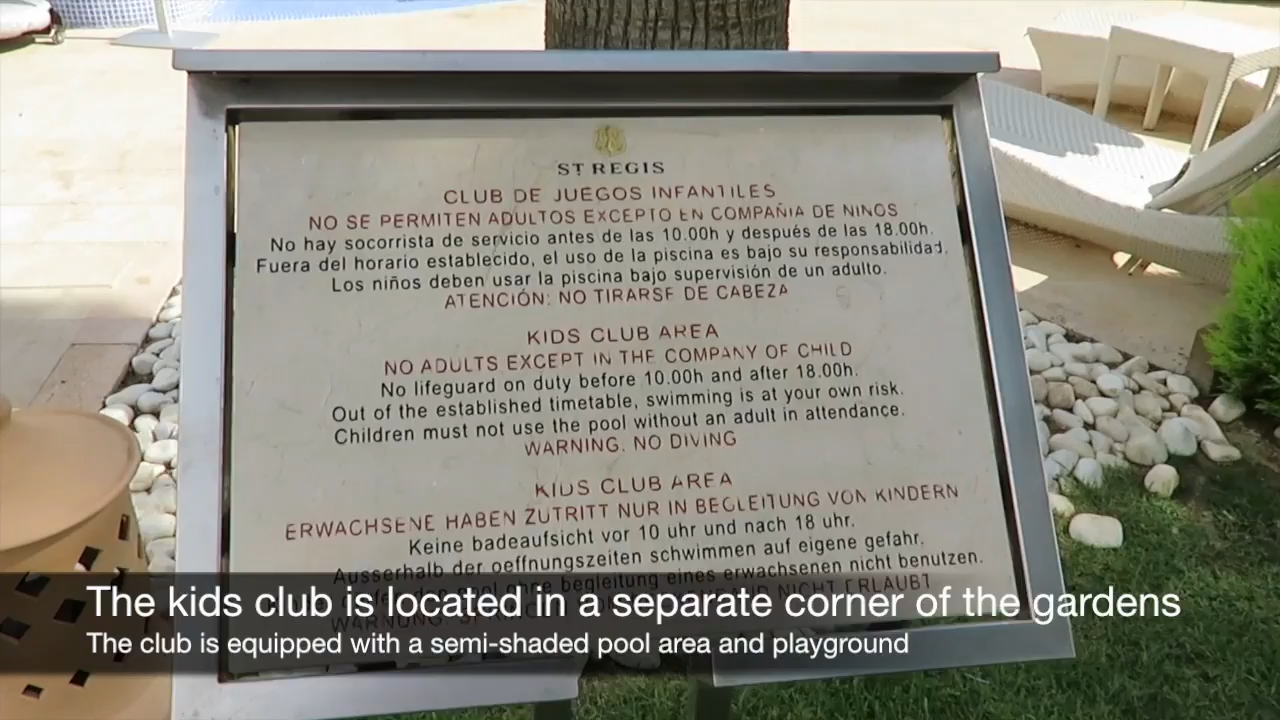 ST REGIS
CLUB DE JUEGOS INFANTILES
NO SE PERMITEN ADULTOS EXCEPTO EN COMPAÑIA DE NINOS
No hay socorrista de servicio antes de las 10.00h y después de las 18.00h.
Fuera del horario establecido, el uso de la piscina es bajo su responsabilidad.
Los niños deben usar la piscina bajo supervisión de un adulto.
ATENCIÓN: NO TIRARSE DE CABEZA
KIDS CLUB AREA
NO ADULTS EXCEPT IN THE COMPANY OF CHILD
No lifeguard on duty before 10.00h and after 18.00h.
Out of the established timetable, swimming is at your own risk.
Children must not use the pool without an adult in attendance.
WARNING. NO DIVING
KIDS CLUB AREA
ERWACHSENE HABEN ZUTRITT NUR IN BEGLEITUNG VON KINDERN
Keine badeaufsicht vor 10 uhr und nach 18 uhr.
Ausserhalb der oeffnungszeiten schwimmen auf eigene gefahr.
pool ohne begleitung eines erwachsenen nicht benutzen.
WARNUNG: NICHT ERLAUBT
The kids club is located in a separate corner of the gardens
The club is equipped with a semi-shaded pool area and playground